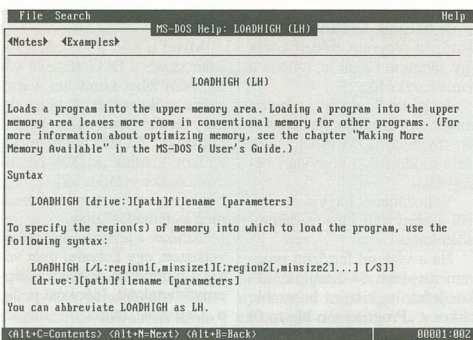 File Search Help
MS-DOS Help: LOADHIGH (LH)
◄Notes► ◄Examples►
LOADHIGH (LH)
Loads a program into the upper memory area. Loading a program into the upper
memory area leaves more room in conventional memory for other programs. (For
more information about optimizing memory, see the chapter "Making More
Memory Available" in the MS-DOS 6 User's Guide.)
Syntax
LOADHIGH [drive:][path]filename [parameters]
To specify the region(s) of memory into which to load the program, use the
following syntax:
LOADHIGH [/L:region1[,minsize1][;region2[,minsize2]...] [/S]]
[drive:][path]filename [parameters]
You can abbreviate LOADHIGH as LH.
<Alt+C=Contents> <Alt+N=Next> <Alt+B=Back> 00001:002